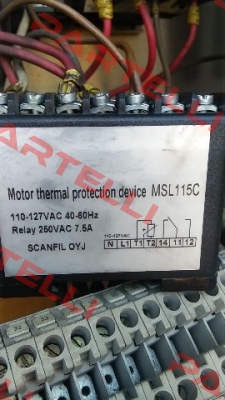 Motor thermal protection device MSL115C
110-127VAC 40-60Hz
Relay 250VAC 7.5A
SCANFIL OYJ
110-127VAC
N L1 T1 T2 14 11 12
PARTELLI